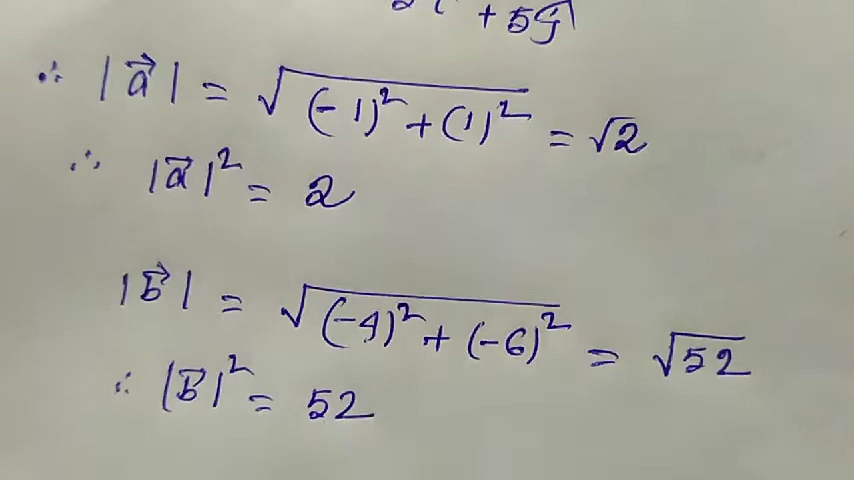 + 5ĵ
∴ |a⃗| = √((-1)² + (1)²) = √2
∴ |a⃗|² = 2
|b⃗| = √((-4)² + (-6)²) = √52
∴ |b⃗|² = 52